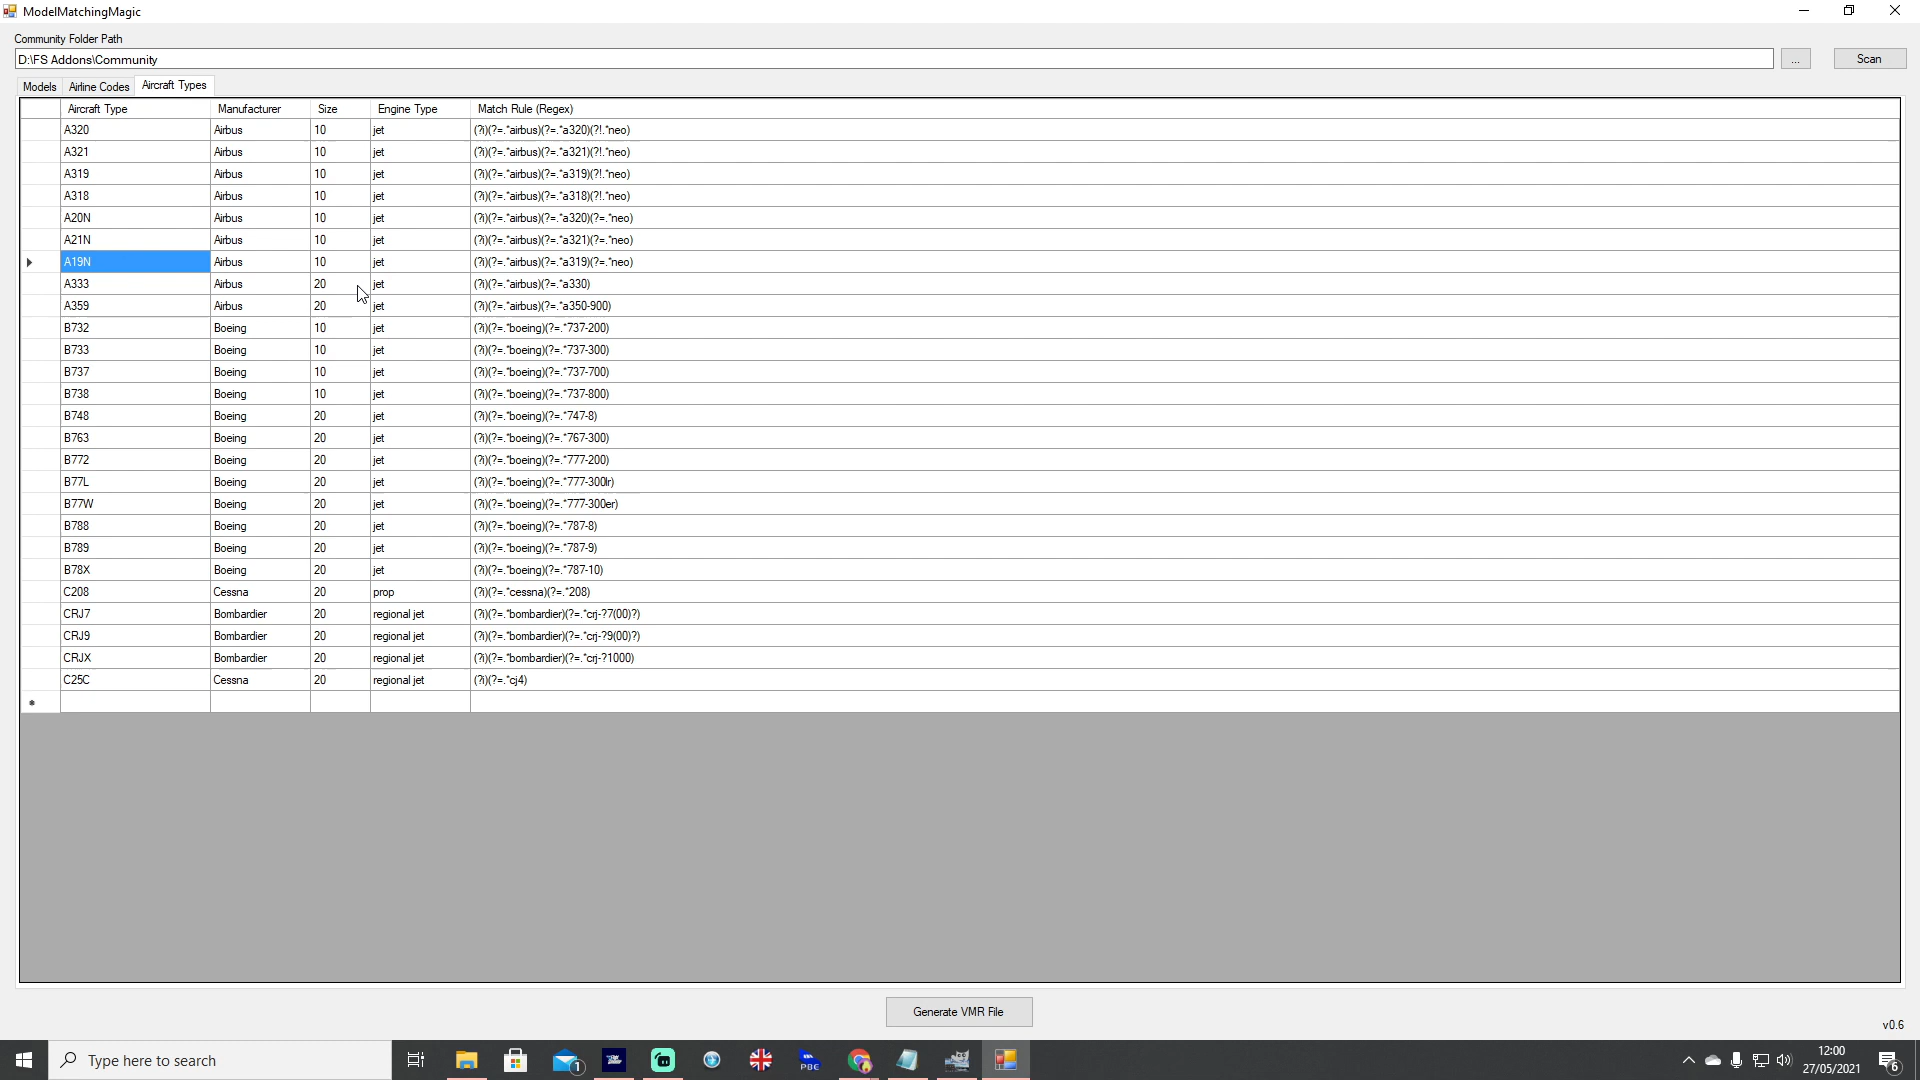 ModelMatchingMagic
Community Folder Path
D:\FS Addons\Community
...
Scan
Models Airline Codes Aircraft Types
Aircraft Type Manufacturer Size Engine Type Match Rule (Regex)
A320 Airbus 10 jet (?i)(?=.*airbus)(?=.*a320)(?!.*neo)
A321 Airbus 10 jet (?i)(?=.*airbus)(?=.*a321)(?!.*neo)
A319 Airbus 10 jet (?i)(?=.*airbus)(?=.*a319)(?!.*neo)
A318 Airbus 10 jet (?i)(?=.*airbus)(?=.*a318)(?!.*neo)
A20N Airbus 10 jet (?i)(?=.*airbus)(?=.*a320)(?=.*neo)
A21N Airbus 10 jet (?i)(?=.*airbus)(?=.*a321)(?=.*neo)
A19N Airbus 10 jet (?i)(?=.*airbus)(?=.*a319)(?=.*neo)
A333 Airbus 20 jet (?i)(?=.*airbus)(?=.*a330)
A359 Airbus 20 jet (?i)(?=.*airbus)(?=.*a350-900)
B732 Boeing 10 jet (?i)(?=.*boeing)(?=.*737-200)
B733 Boeing 10 jet (?i)(?=.*boeing)(?=.*737-300)
B737 Boeing 10 jet (?i)(?=.*boeing)(?=.*737-700)
B738 Boeing 10 jet (?i)(?=.*boeing)(?=.*737-800)
B748 Boeing 20 jet (?i)(?=.*boeing)(?=.*747-8)
B763 Boeing 20 jet (?i)(?=.*boeing)(?=.*767-300)
B772 Boeing 20 jet (?i)(?=.*boeing)(?=.*777-200)
B77L Boeing 20 jet (?i)(?=.*boeing)(?=.*777-300lr)
B77W Boeing 20 jet (?i)(?=.*boeing)(?=.*777-300er)
B788 Boeing 20 jet (?i)(?=.*boeing)(?=.*787-8)
B789 Boeing 20 jet (?i)(?=.*boeing)(?=.*787-9)
B78X Boeing 20 jet (?i)(?=.*boeing)(?=.*787-10)
C208 Cessna 20 prop (?i)(?=.*cessna)(?=.*208)
CRJ7 Bombardier 20 regional jet (?i)(?=.*bombardier)(?=.*crj-?7(00)?)
CRJ9 Bombardier 20 regional jet (?i)(?=.*bombardier)(?=.*crj-?9(00)?)
CRJX Bombardier 20 regional jet (?i)(?=.*bombardier)(?=.*crj-?1000)
C25C Cessna 20 regional jet (?i)(?=.*cj4)
Generate VMR File
v0.6
Type here to search
1
PBE
12:00
27/05/2021
6